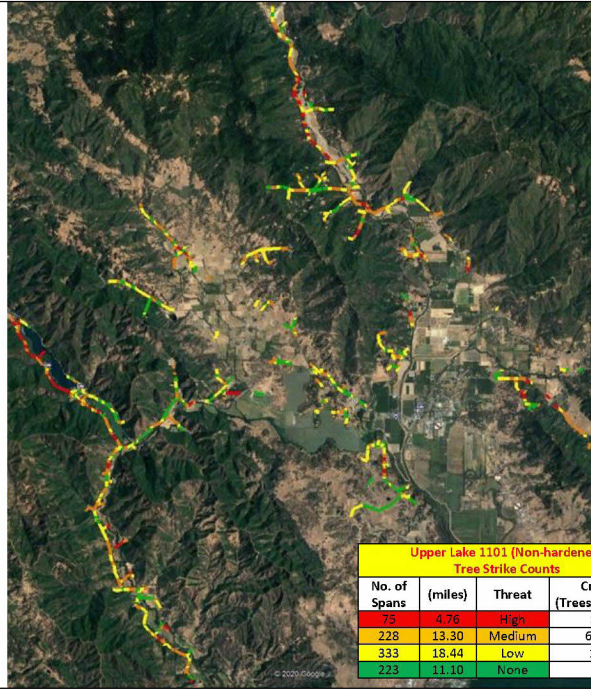 Upper Lake 1101 (Non-hardene
Tree Strike Counts
No. of Spans (miles) Threat Cr (Trees
75 4.76 High
228 13.30 Medium 6
333 18.44 Low 1
223 11.10 None
© 2020 Google